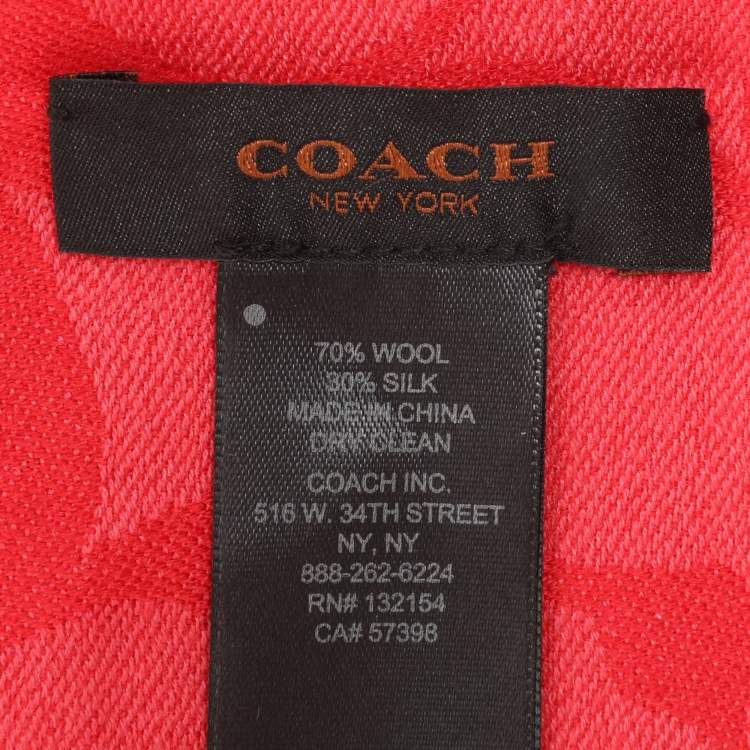 COACH
NEW YORK
70% WOOL
30% SILK
MADE IN CHINA
DRY CLEAN
COACH INC.
516 W. 34TH STREET
NY, NY
888-262-6224
RN# 132154
CA# 57398